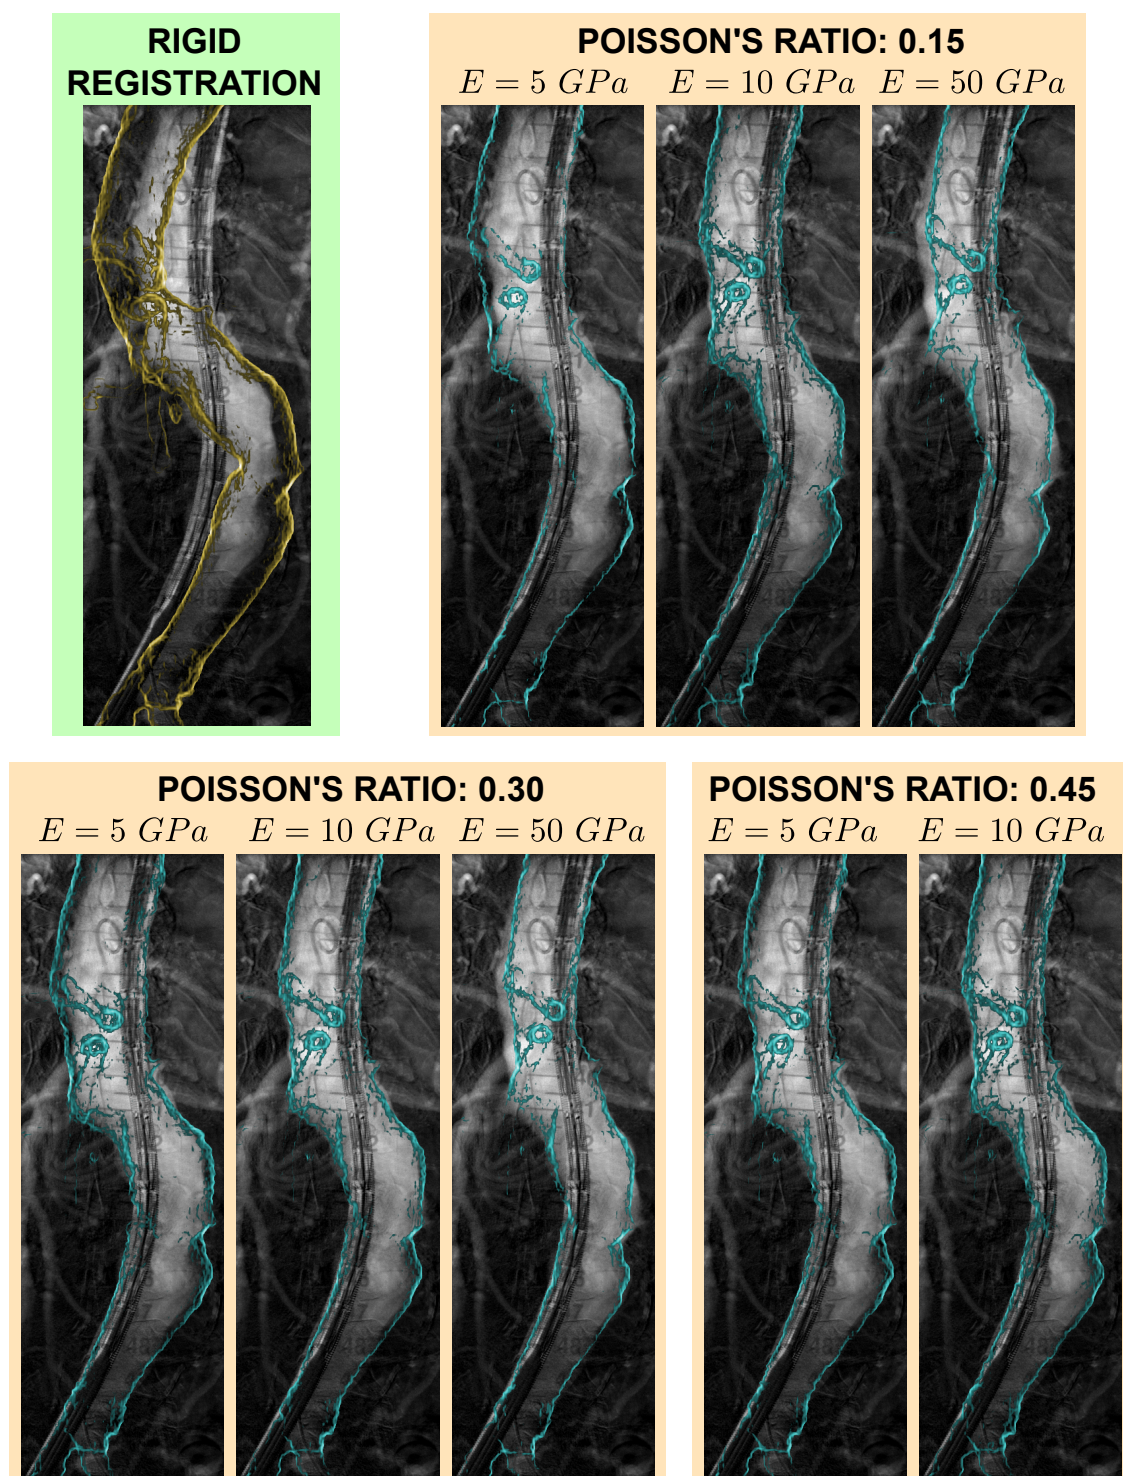 RIGID
REGISTRATION
POISSON'S RATIO: 0.15
E = 5 GPa
E = 10 GPa
E = 50 GPa
POISSON'S RATIO: 0.30
E = 5 GPa
E = 10 GPa
E = 50 GPa
POISSON'S RATIO: 0.45
E = 5 GPa
E = 10 GPa